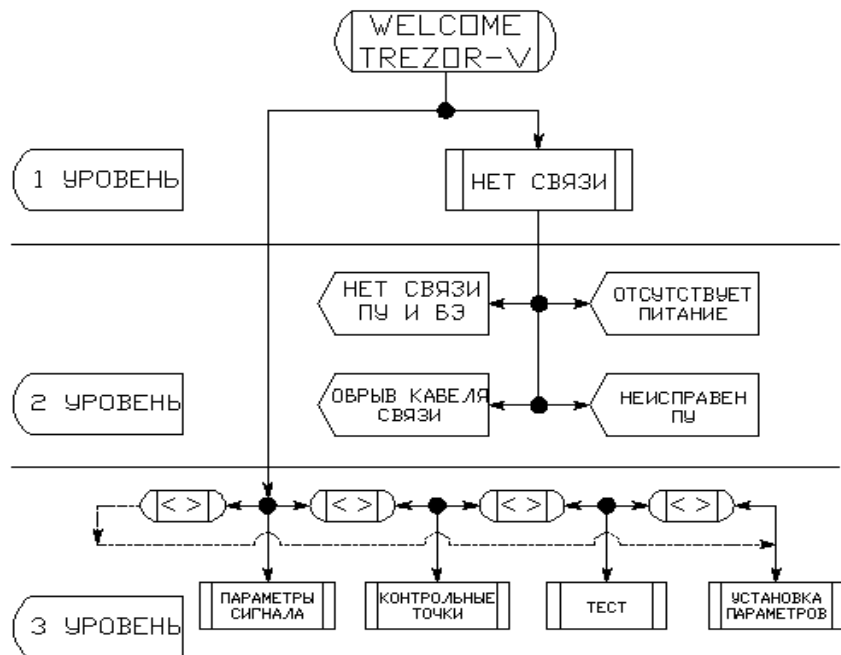 WELCOME
TREZOR-V
1 УРОВЕНЬ
НЕТ СВЯЗИ
НЕТ СВЯЗИ
ПУ И БЭ
ОТСУТСТВУЕТ
ПИТАНИЕ
2 УРОВЕНЬ
ОБРЫВ КАБЕЛЯ
СВЯЗИ
НЕИСПРАВЕН
ПУ
< >
< >
< >
< >
3 УРОВЕНЬ
ПАРАМЕТРЫ
СИГНАЛА
КОНТРОЛЬНЫЕ
ТОЧКИ
ТЕСТ
УСТАНОВКА
ПАРАМЕТРОВ